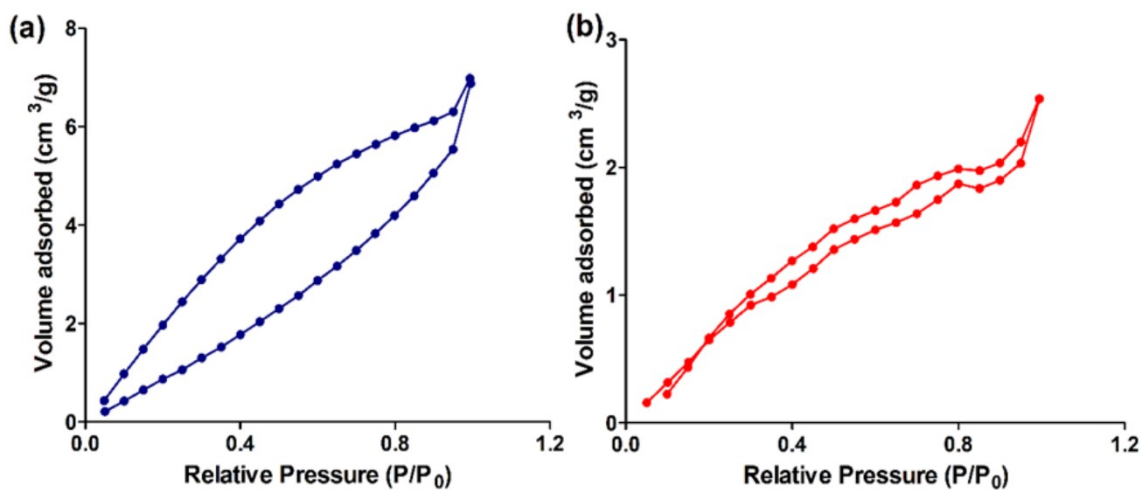 (a)
8
6
4
2
0
0.0 0.4 0.8 1.2
Volume adsorbed (cm ³/g)
Relative Pressure (P/P₀)
(b)
3
2
1
0
0.0 0.4 0.8 1.2
Volume adsorbed (cm ³/g)
Relative Pressure (P/P₀)